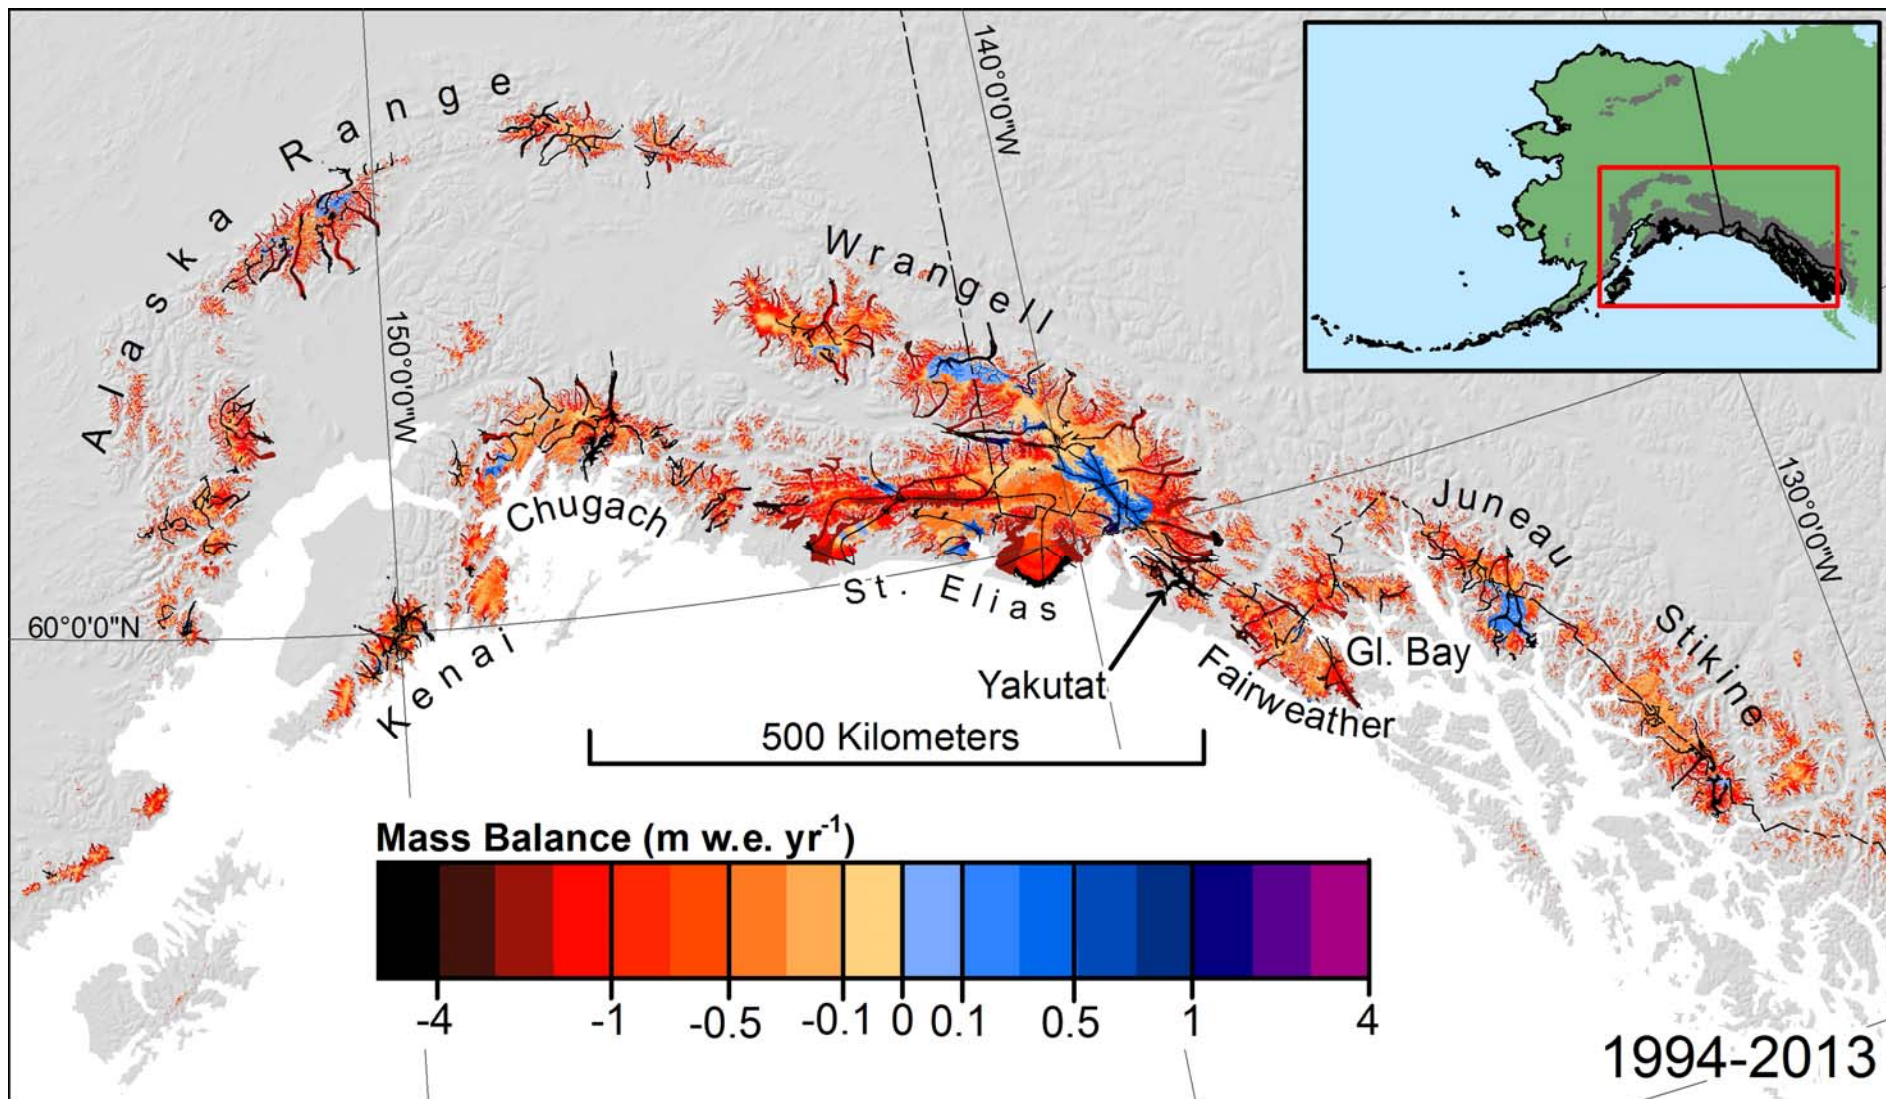 Alaska Range
140°0'0"W
Wrangell
150°0'0"W
Chugach
Juneau
130°0'0"W
St. Elias
60°0'0"N
Kenai
Yakutat
Fairweather
Gl. Bay
Stikine
500 Kilometers
Mass Balance (m w.e. yr⁻¹)
-4 -1 -0.5 -0.1 0 0.1 0.5 1 4
1994-2013